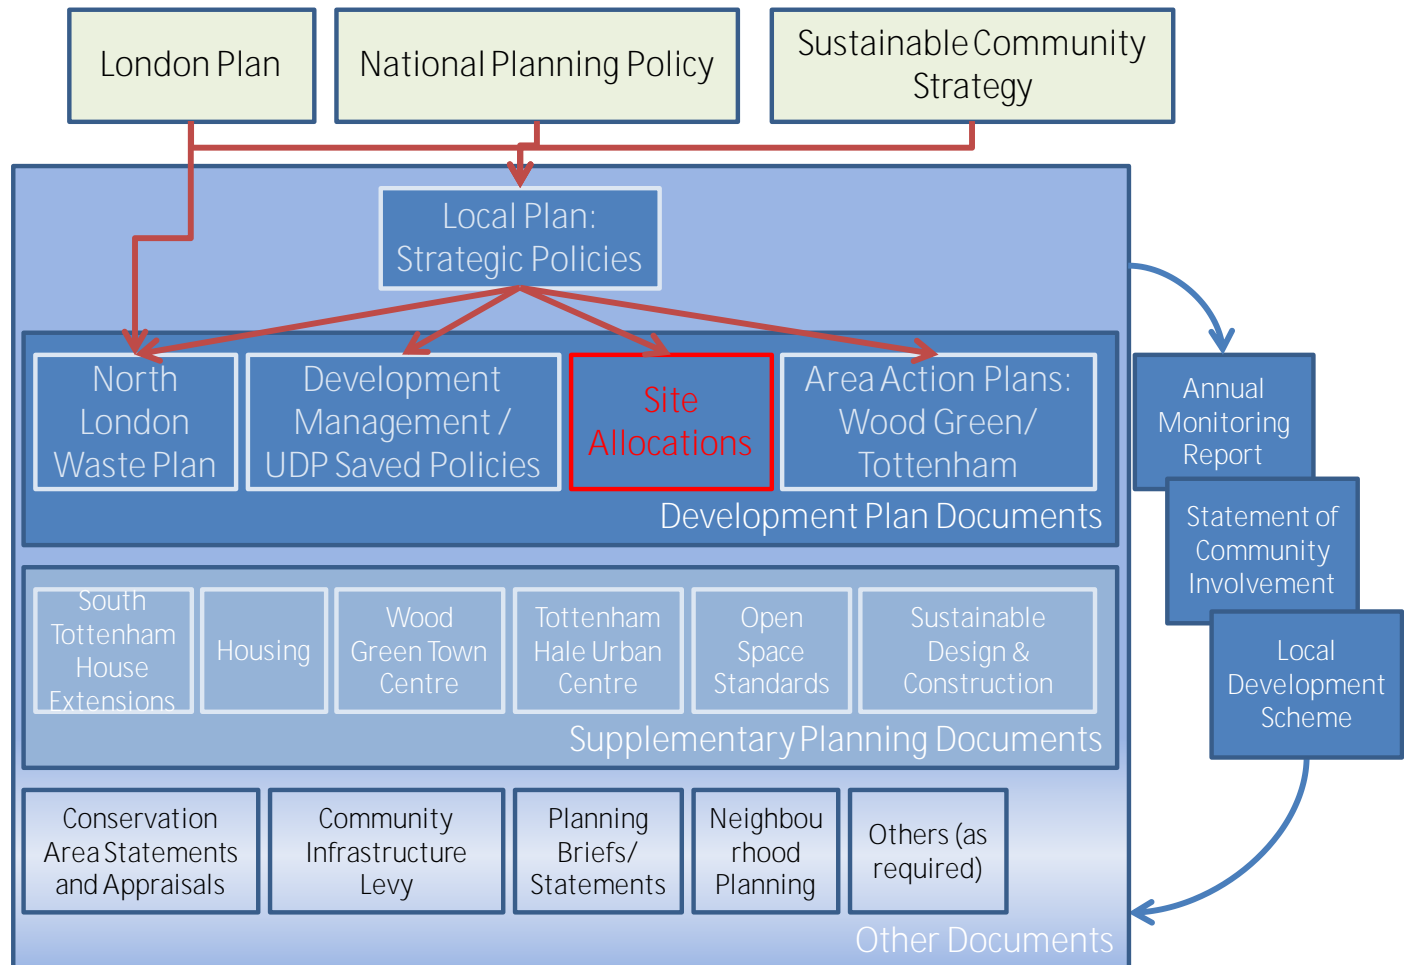 London Plan
National Planning Policy
Sustainable Community
Strategy
Local Plan:
Strategic Policies
North
London
Waste Plan
Development
Management /
UDP Saved Policies
Site
Allocations
Area Action Plans:
Wood Green/
Tottenham
Development Plan Documents
South
Tottenham
House
Extensions
Housing
Wood
Green Town
Centre
Tottenham
Hale Urban
Centre
Open
Space
Standards
Sustainable
Design &
Construction
Supplementary Planning Documents
Conservation
Area Statements
and Appraisals
Community
Infrastructure
Levy
Planning
Briefs/
Statements
Neighbou
rhood
Planning
Others (as
required)
Other Documents
Annual
Monitoring
Report
Statement of
Community
Involvement
Local
Development
Scheme